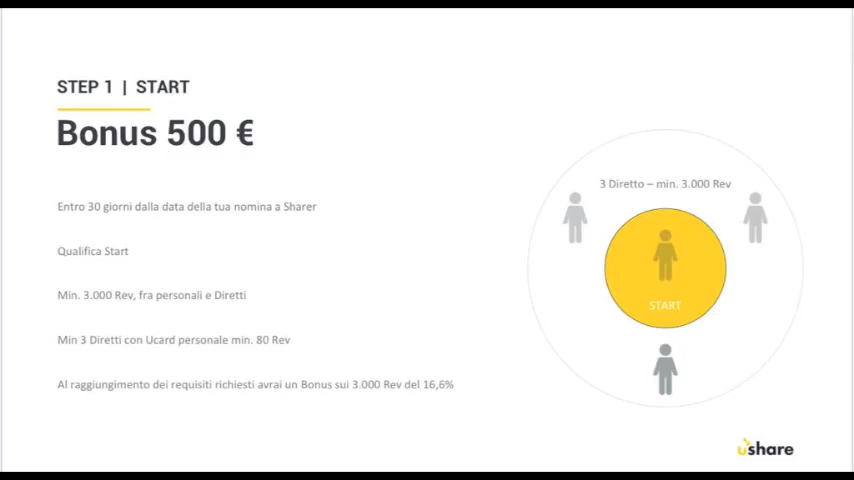 STEP 1 | START
Bonus 500 €
Entro 30 giorni dalla data della tua nomina a Sharer
Qualifica Start
Min. 3.000 Rev, fra personali e Diretti
Min 3 Diretti con Ucard personale min. 80 Rev
Al raggiungimento dei requisiti richiesti avrai un Bonus sui 3.000 Rev del 16,6%
3 Diretto – min. 3.000 Rev
START
ushare